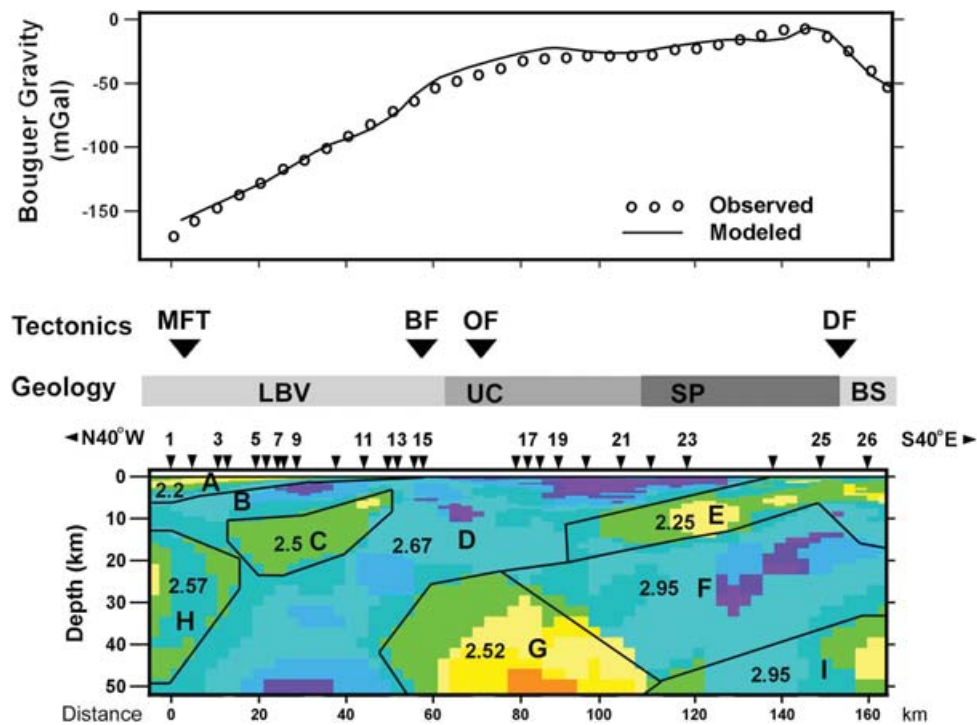 0
-50
-100
-150
Bouguer Gravity
(mGal)
Observed
Modeled
Tectonics MFT BF OF DF
Geology LBV UC SP BS
N40°W 1 3 5 7 9 11 13 15 17 19 21 23 25 26 S40°E
0
10
20
30
40
50
Depth (km)
2.2 A
B
2.5 C
2.67 D
2.25 E
2.57
H
2.95 F
2.52 G
2.95 I
Distance 0 20 40 60 80 100 120 140 160 km